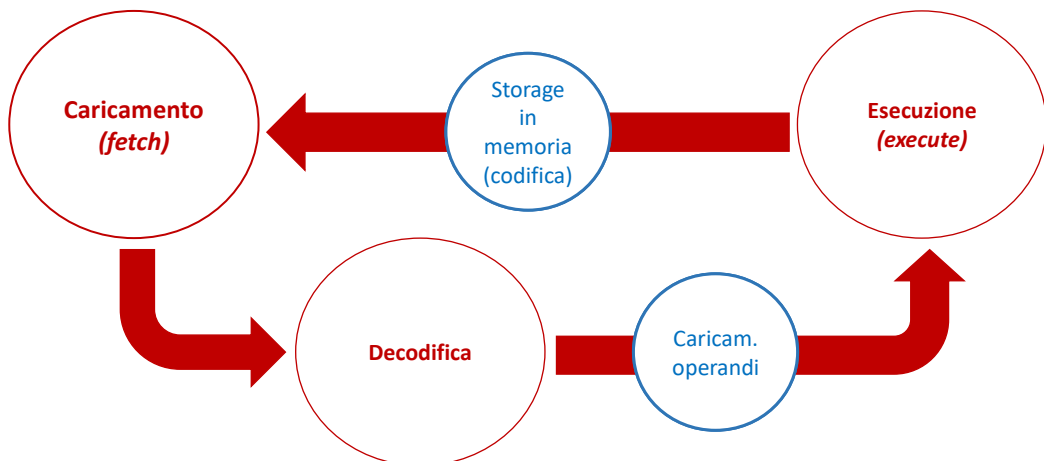 Caricamento
(fetch)
Storage
in
memoria
(codifica)
Esecuzione
(execute)
Decodifica
Caricam.
operandi